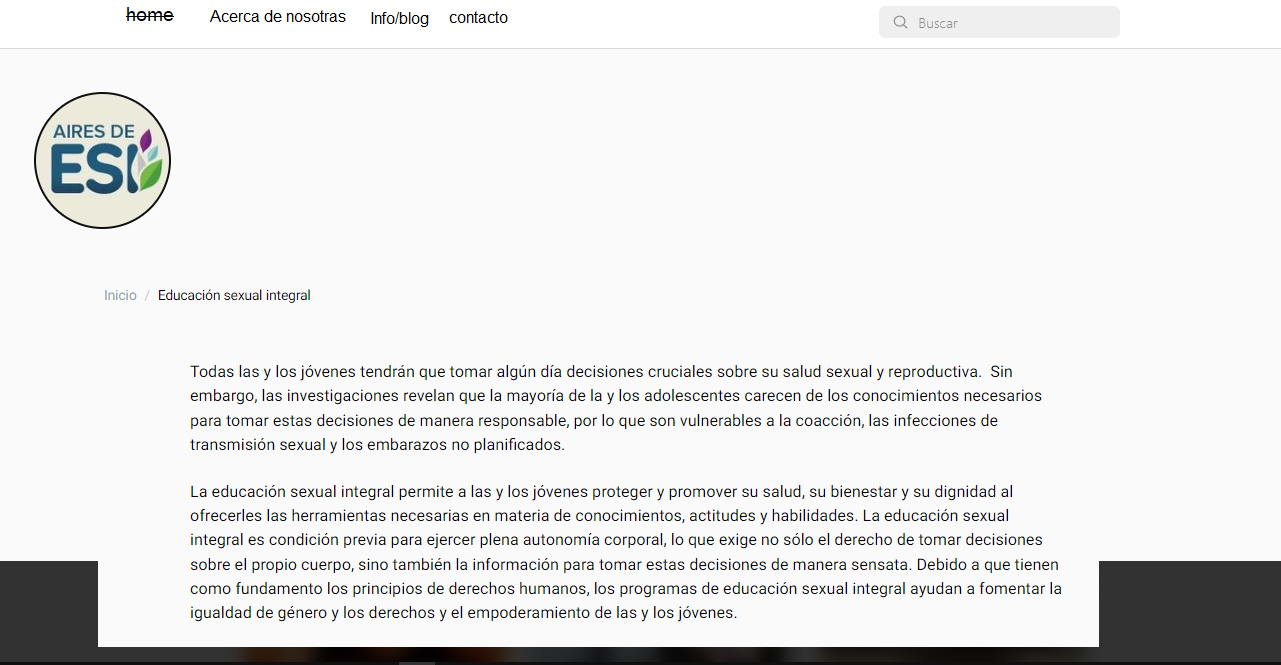 home
Acerca de nosotras
Info/blog
contacto
Buscar
AIRES DE
ESI
Inicio / Educación sexual integral
Todas las y los jóvenes tendrán que tomar algún día decisiones cruciales sobre su salud sexual y reproductiva. Sin
embargo, las investigaciones revelan que la mayoría de la y los adolescentes carecen de los conocimientos necesarios
para tomar estas decisiones de manera responsable, por lo que son vulnerables a la coacción, las infecciones de
transmisión sexual y los embarazos no planificados.
La educación sexual integral permite a las y los jóvenes proteger y promover su salud, su bienestar y su dignidad al
ofrecerles las herramientas necesarias en materia de conocimientos, actitudes y habilidades. La educación sexual
integral es condición previa para ejercer plena autonomía corporal, lo que exige no sólo el derecho de tomar decisiones
sobre el propio cuerpo, sino también la información para tomar estas decisiones de manera sensata. Debido a que tienen
como fundamento los principios de derechos humanos, los programas de educación sexual integral ayudan a fomentar la
igualdad de género y los derechos y el empoderamiento de las y los jóvenes.